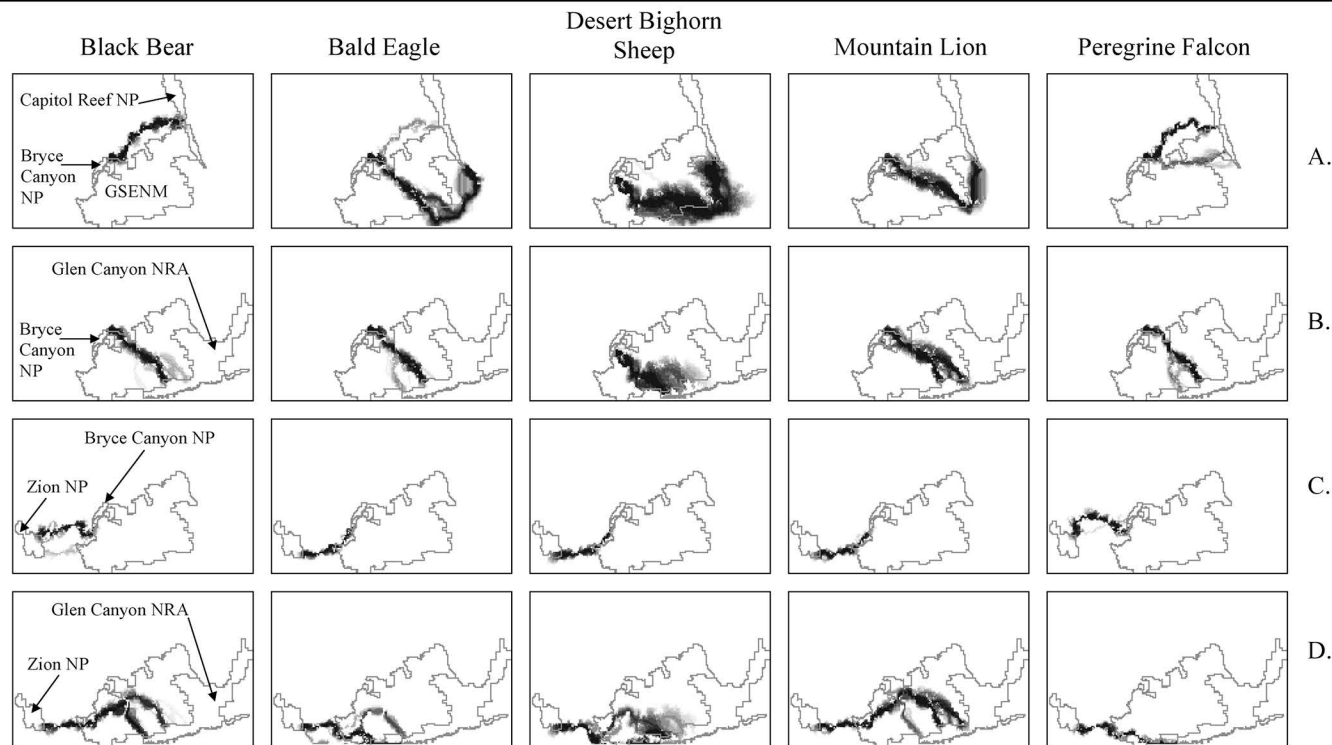 Black Bear
Bald Eagle
Desert Bighorn
Sheep
Mountain Lion
Peregrine Falcon
Capitol Reef NP
Bryce
Canyon
NP
GSENM
A.
Glen Canyon NRA
Bryce
Canyon
NP
B.
Bryce Canyon NP
Zion NP
C.
Glen Canyon NRA
Zion NP
D.